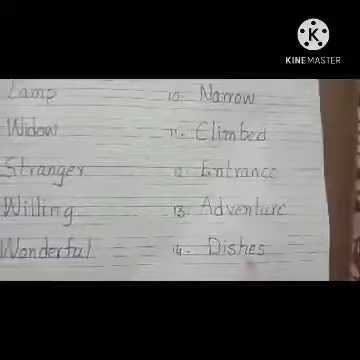 KINEMASTER
Lamp
Widow
Stranger
Willing
Wonderful
10. Narrow
11. Climbed
12. Entrance
13. Adventure
14. Dishes